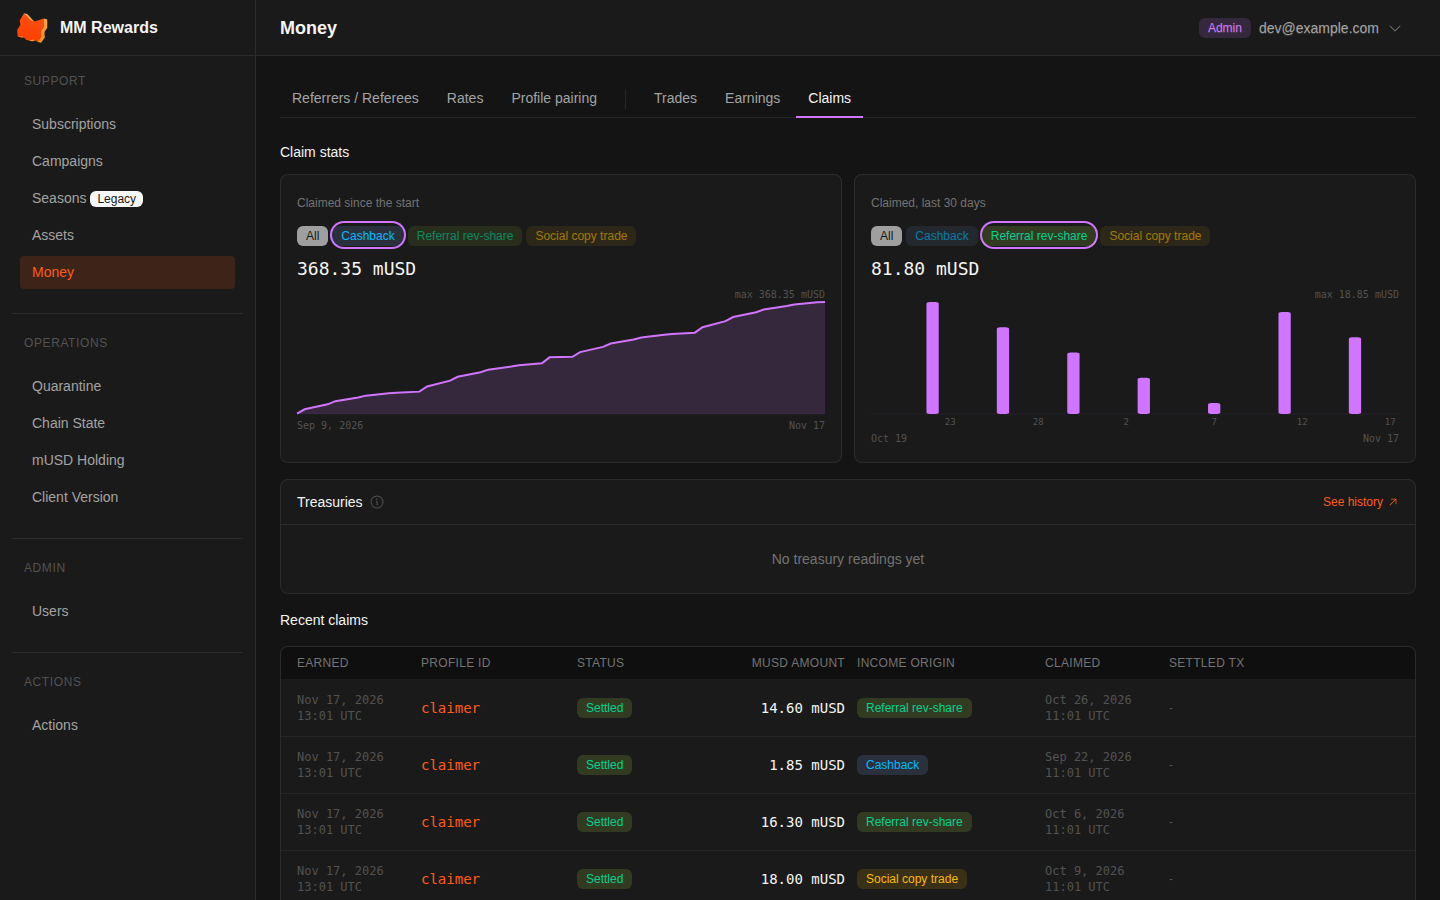 MM Rewards
Money
Admin
dev@example.com
SUPPORT
Subscriptions
Campaigns
Seasons Legacy
Assets
Money
OPERATIONS
Quarantine
Chain State
mUSD Holding
Client Version
ADMIN
Users
ACTIONS
Actions
Referrers / Referees Rates Profile pairing Trades Earnings Claims
Claim stats
Claimed since the start
All Cashback Referral rev-share Social copy trade
368.35 mUSD
max 368.35 mUSD
Sep 9, 2026 Nov 17
Claimed, last 30 days
All Cashback Referral rev-share Social copy trade
81.80 mUSD
max 18.85 mUSD
23 28 2 7 12 17
Oct 19 Nov 17
Treasuries
See history
No treasury readings yet
Recent claims
EARNED PROFILE ID STATUS MUSD AMOUNT INCOME ORIGIN CLAIMED SETTLED TX
Nov 17, 2026 13:01 UTC claimer Settled 14.60 mUSD Referral rev-share Oct 26, 2026 11:01 UTC -
Nov 17, 2026 13:01 UTC claimer Settled 1.85 mUSD Cashback Sep 22, 2026 11:01 UTC -
Nov 17, 2026 13:01 UTC claimer Settled 16.30 mUSD Referral rev-share Oct 6, 2026 11:01 UTC -
Nov 17, 2026 13:01 UTC claimer Settled 18.00 mUSD Social copy trade Oct 9, 2026 11:01 UTC -